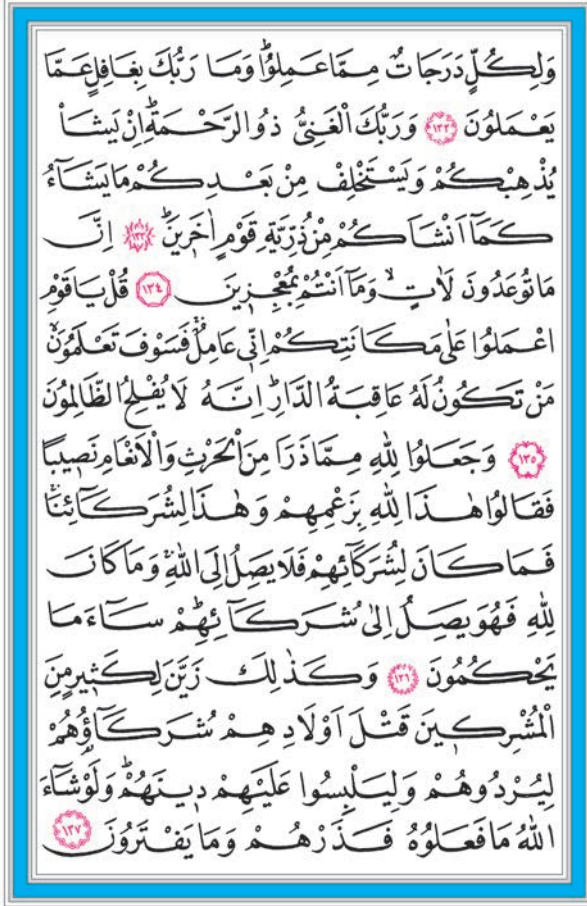 وَلِكُلٍّ دَرَجَاتٌ مِمَّا عَمِلُواۜ وَمَا رَبُّكَ بِغَافِلٍ عَمَّا
يَعْمَلُونَ ﴿١٣٢﴾ وَرَبُّكَ الْغَنِىُّ ذُو الرَّحْمَةِۜ اِنْ يَشَأْ
يُذْهِبْكُمْ وَيَسْتَخْلِفْ مِنْ بَعْدِكُمْ مَا يَشَٓاءُ
كَمَٓا اَنْشَاَكُمْ مِنْ ذُرِّيَّةِ قَوْمٍ اٰخَرٖينَۜ ﴿١٣٣﴾ اِنَّ
مَا تُوعَدُونَ لَاٰتٍۙ وَمَٓا اَنْتُمْ بِمُعْجِزٖينَ ﴿١٣٤﴾ قُلْ يَا قَوْمِ
اعْمَلُوا عَلٰى مَكَانَتِكُمْ اِنّٖى عَامِلٌۚ فَسَوْفَ تَعْلَمُونَۙ
مَنْ تَكُونُ لَهُ عَاقِبَةُ الدَّارِۜ اِنَّهُ لَا يُفْلِحُ الظَّالِمُونَ
﴿١٣٥﴾ وَجَعَلُوا لِلّٰهِ مِمَّا ذَرَاَ مِنَ الْحَرْثِ وَالْاَنْعَامِ نَصٖيبًا
فَقَالُوا هٰذَا لِلّٰهِ بِزَعْمِهِمْ وَهٰذَا لِشُرَكَٓائِنَاۚ
فَمَا كَانَ لِشُرَكَٓائِهِمْ فَلَا يَصِلُ اِلَى اللّٰهِۚ وَمَا كَانَ
لِلّٰهِ فَهُوَ يَصِلُ اِلٰى شُرَكَٓائِهِمْۜ سَٓاءَ مَا
يَحْكُمُونَ ﴿١٣٦﴾ وَكَذٰلِكَ زَيَّنَ لِكَثٖيرٍ مِنَ
الْمُشْرِكٖينَ قَتْلَ اَوْلَادِهِمْ شُرَكَٓاؤُهُمْ
لِيُرْدُوهُمْ وَلِيَلْبِسُوا عَلَيْهِمْ دٖينَهُمْۜ وَلَوْ شَٓاءَ
اللّٰهُ مَا فَعَلُوهُ فَذَرْهُمْ وَمَا يَفْتَرُونَ ﴿١٣٧﴾